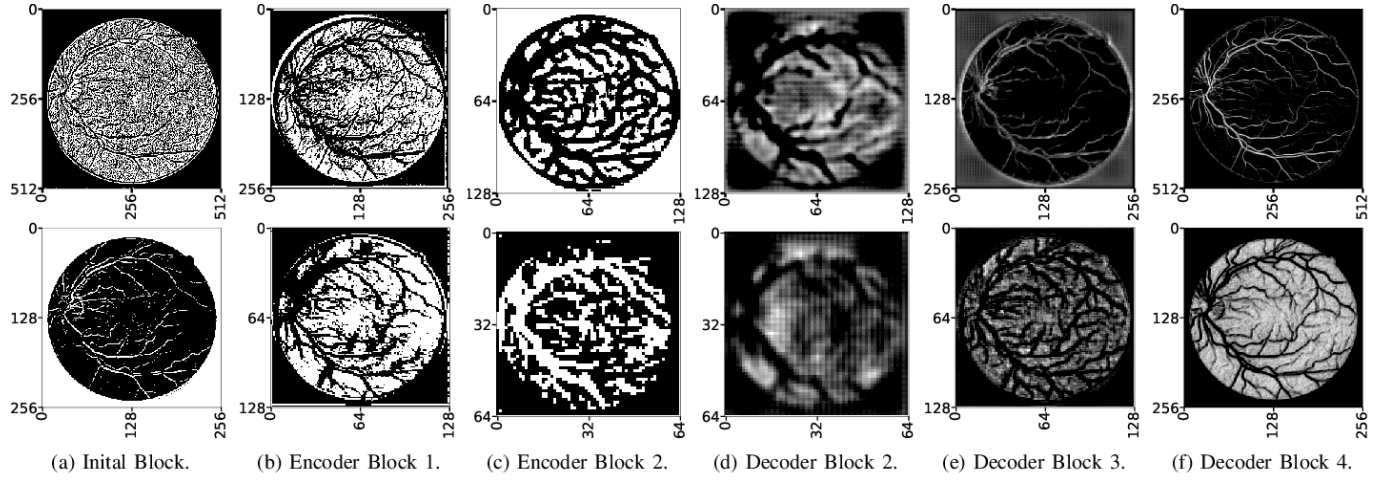 0 0 0 0 0 0
256 128 64 64 128 256
512 256 128 128 256 512
0 256 512 0 128 256 0 64 128 0 64 128 0 128 256 0 256 512
0 0 0 0 0 0
128 64 32 32 64 128
256 128 64 64 128 256
0 128 256 0 64 128 0 32 64 0 32 64 0 64 128 0 128 256
(a) Inital Block. (b) Encoder Block 1. (c) Encoder Block 2. (d) Decoder Block 2. (e) Decoder Block 3. (f) Decoder Block 4.